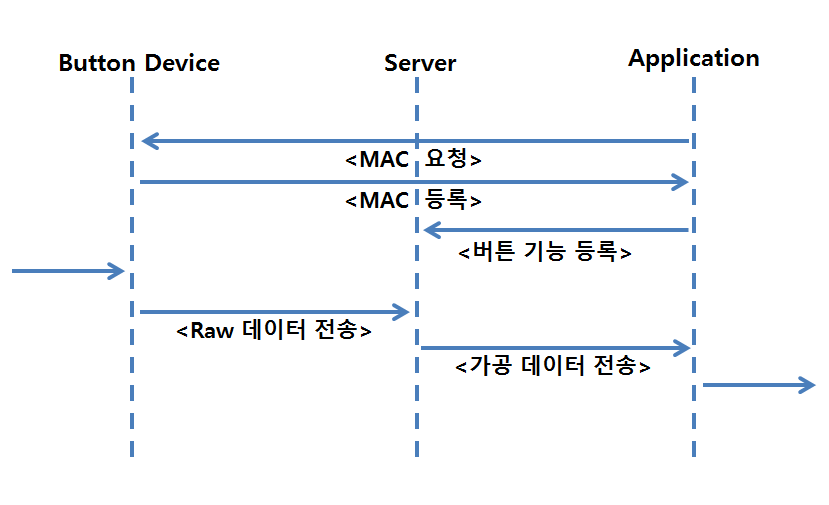 Button Device
Server
Application
<MAC 요청>
<MAC 등록>
<버튼 기능 등록>
<Raw 데이터 전송>
<가공 데이터 전송>